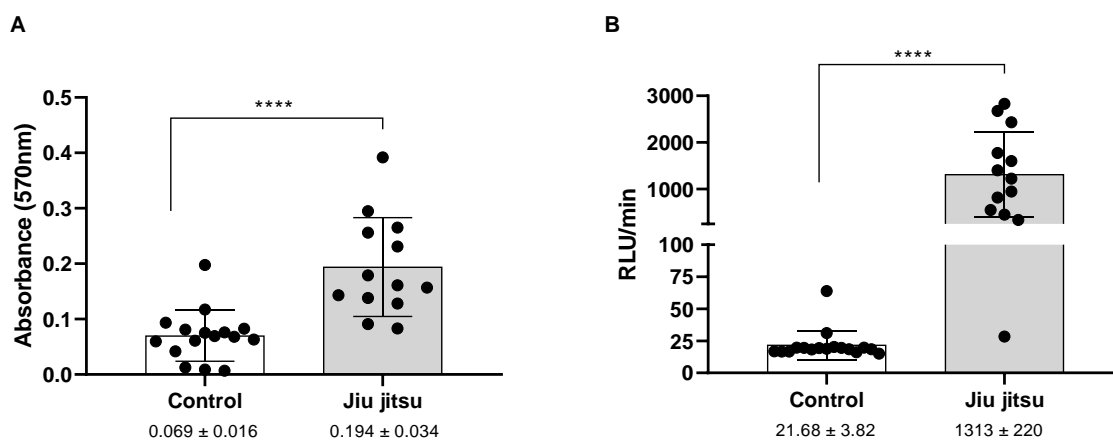 A
Absorbance (570nm)
0.5
0.4
0.3
0.2
0.1
0.0
****
Control
Jiu jitsu
0.069 ± 0.016
0.194 ± 0.034
B
RLU/min
3000
2000
1000
100
75
50
25
0
****
Control
Jiu jitsu
21.68 ± 3.82
1313 ± 220